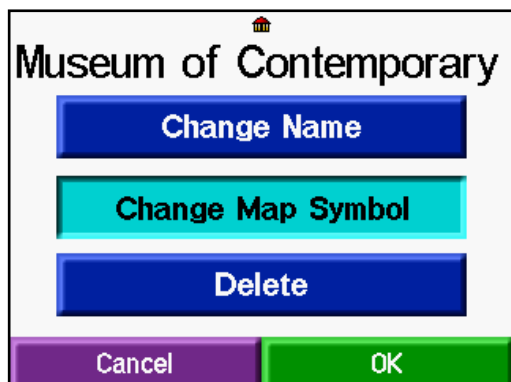 Museum of Contemporary
Change Name
Change Map Symbol
Delete
Cancel
OK